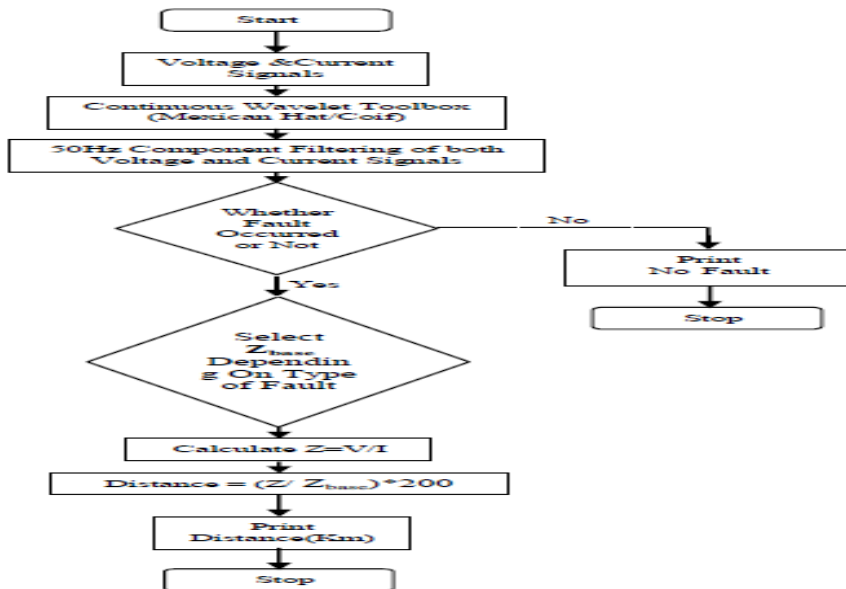 Start
Voltage &Current
Signals
Continuous Wavelet Toolbox
(Mexican Hat/Coif)
50Hz Component Filtering of both
Voltage and Current Signals
Whether
Fault
Occurred
or Not
No
Print
No Fault
Stop
Yes
Select
Zbase
Dependin
g On Type
of Fault
Calculate Z=V/I
Distance = (Z/ Zbase)*200
Print
Distance(Km)
Stop